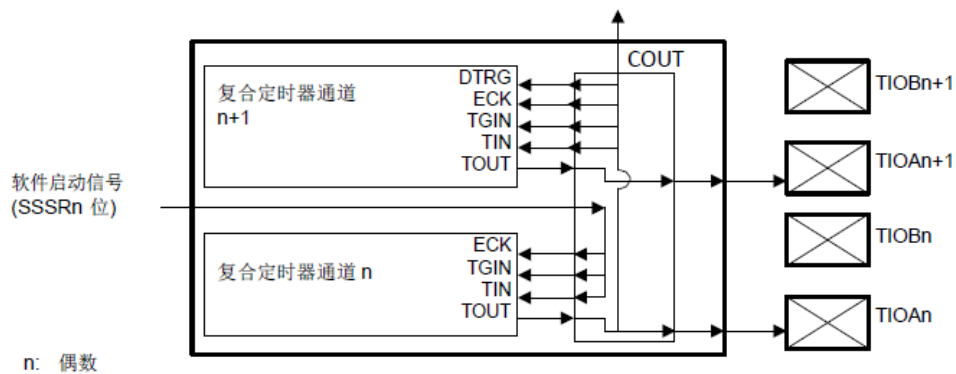 COUT
复合定时器通道
n+1
DTRG
ECK
TGIN
TIN
TOUT
TIOBn+1
TIOAn+1
软件启动信号
(SSSRn 位)
复合定时器通道 n
ECK
TGIN
TIN
TOUT
TIOBn
TIOAn
n: 偶数